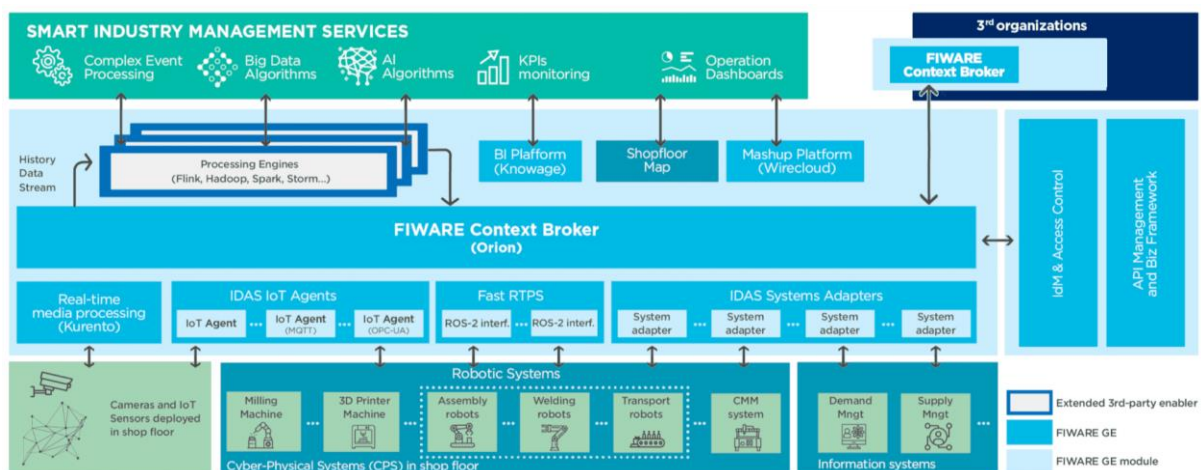 SMART INDUSTRY MANAGEMENT SERVICES
Complex Event
Processing
Big Data
Algorithms
AI
Algorithms
KPIs
monitoring
Operation
Dashboards
3rd organizations
FIWARE
Context Broker
History
Data
Stream
Processing Engines
(Flink, Hadoop, Spark, Storm...)
BI Plafform
(Knowage)
Shopfloor
Map
Mashup Platform
(Wirecloud)
FIWARE Context Broker
(Orion)
IdM & Access Control
API Management
and Biz Framework
Real-time
media processing
(Kurento)
IDAS IoT Agents
IoT Agent
...
IoT Agent
(MQTT)
...
IoT Agent
(OPC-UA)
Fast RTPS
ROS-2 interf.
...
ROS-2 interf.
IDAS Systems Adapters
System
adapter
...
System
adapter
...
System
adapter
...
System
adapter
Cameras and IoT
Sensors deployed
in shop floor
Robotic Systems
Milling
Machine
...
3D Printer
Machine
...
Assembly
robots
...
Welding
robots
...
Transport
robots
...
CMM
system
...
Cyber-Physical Systems (CPS) in shop floor
Demand
Mngt
Supply
Mngt
...
Information systems
Extended 3rd-party enabler
FIWARE GE
FIWARE GE module